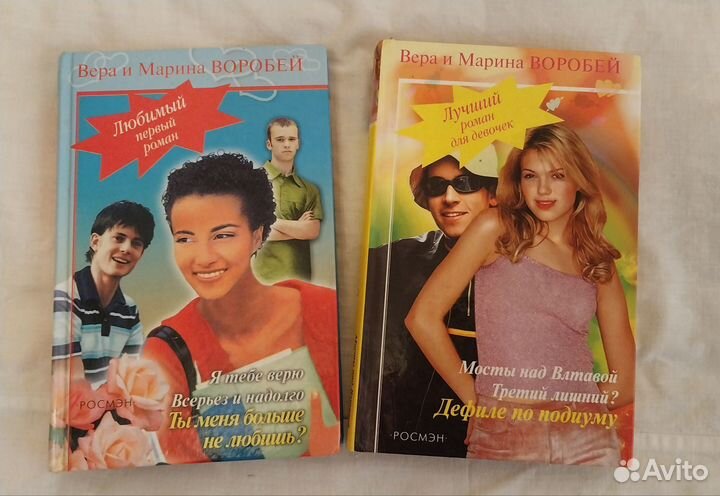 Вера и Марина ВОРОБЕЙ
Любимый
первый
роман
Я тебе верю
Всерьез и надолго
Ты меня больше
не любишь?
РОСМЭН
Вера и Марина ВОРОБЕЙ
Лучший
роман
для девочек
Мосты над Влтавой
Третий лишний?
Дефиле по подиуму
·РОСМЭН·
Avito